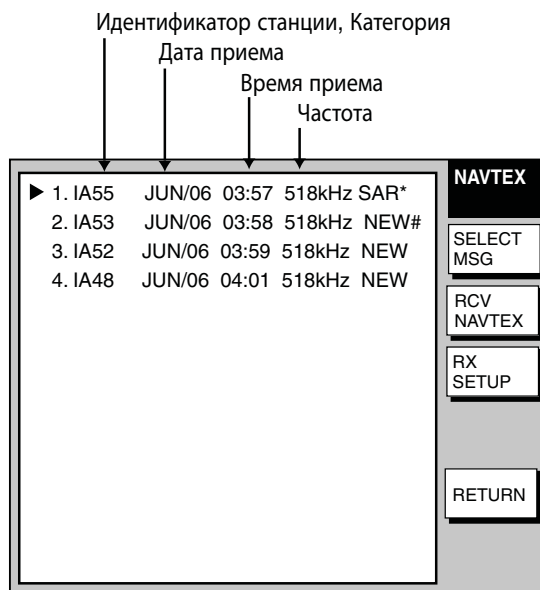 Идентификатор станции, Категория
Дата приема
Время приема
Частота
1. IA55 JUN/06 03:57 518kHz SAR*
2. IA53 JUN/06 03:58 518kHz NEW#
3. IA52 JUN/06 03:59 518kHz NEW
4. IA48 JUN/06 04:01 518kHz NEW
NAVTEX
SELECT
MSG
RCV
NAVTEX
RX
SETUP
RETURN